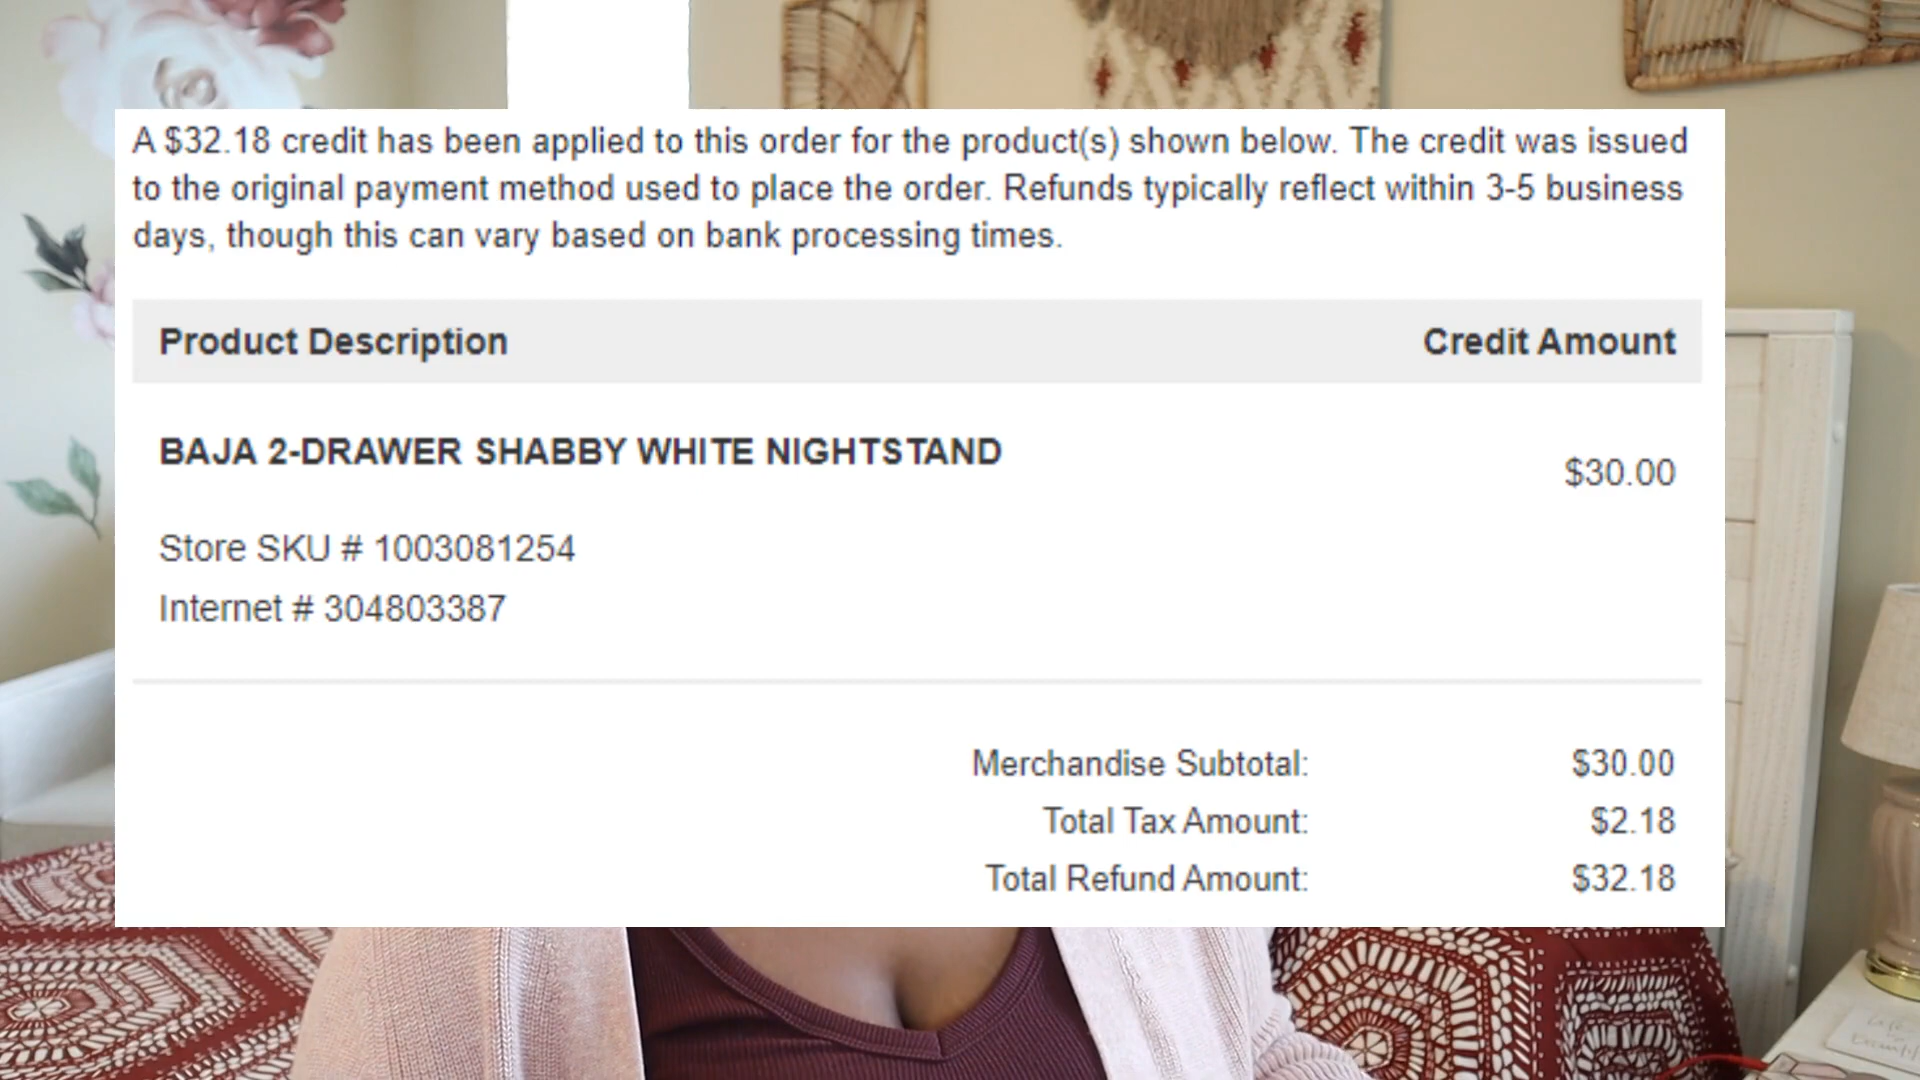 A $32.18 credit has been applied to this order for the product(s) shown below. The credit was issued
to the original payment method used to place the order. Refunds typically reflect within 3-5 business
days, though this can vary based on bank processing times.
Product Description Credit Amount
BAJA 2-DRAWER SHABBY WHITE NIGHTSTAND
$30.00
Store SKU # 1003081254
Internet # 304803387
Merchandise Subtotal: $30.00
Total Tax Amount: $2.18
Total Refund Amount: $32.18